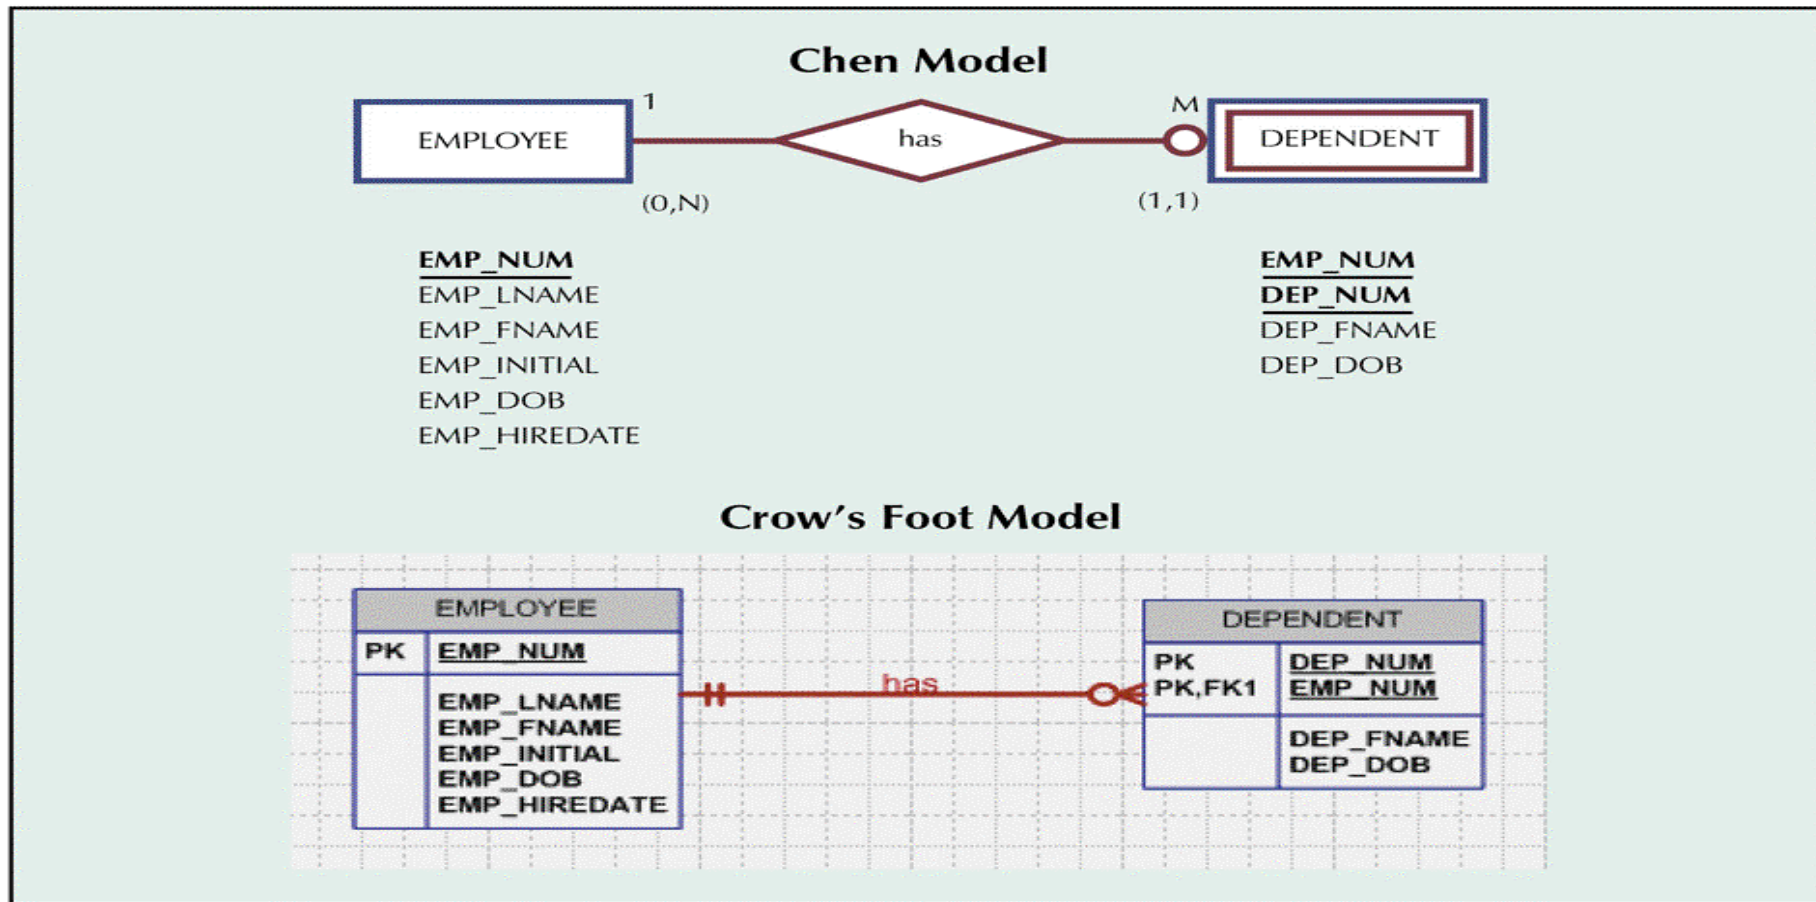 Chen Model
1
M
EMPLOYEE
has
DEPENDENT
(0,N)
(1,1)
EMP_NUM
EMP_LNAME
EMP_FNAME
EMP_INITIAL
EMP_DOB
EMP_HIREDATE
EMP_NUM
DEP_NUM
DEP_FNAME
DEP_DOB
Crow's Foot Model
EMPLOYEE
PK EMP_NUM
EMP_LNAME
EMP_FNAME
EMP_INITIAL
EMP_DOB
EMP_HIREDATE
has
DEPENDENT
PK DEP_NUM
PK,FK1 EMP_NUM
DEP_FNAME
DEP_DOB